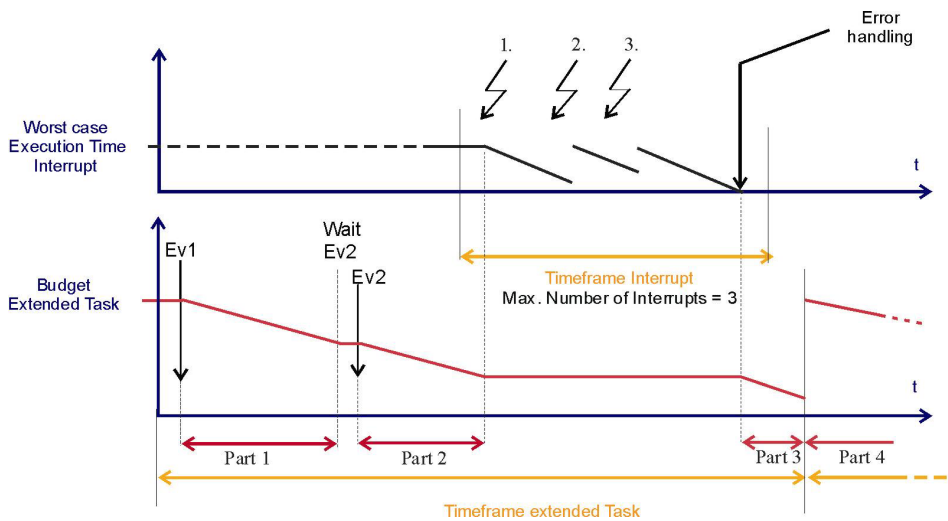 Error
handling
1.
2.
3.
Worst case
Execution Time
Interrupt
t
Wait
Ev2
Ev1
Ev2
Timeframe Interrupt
Max. Number of Interrupts = 3
Budget
Extended Task
t
Part 1
Part 2
Part 3
Part 4
Timeframe extended Task